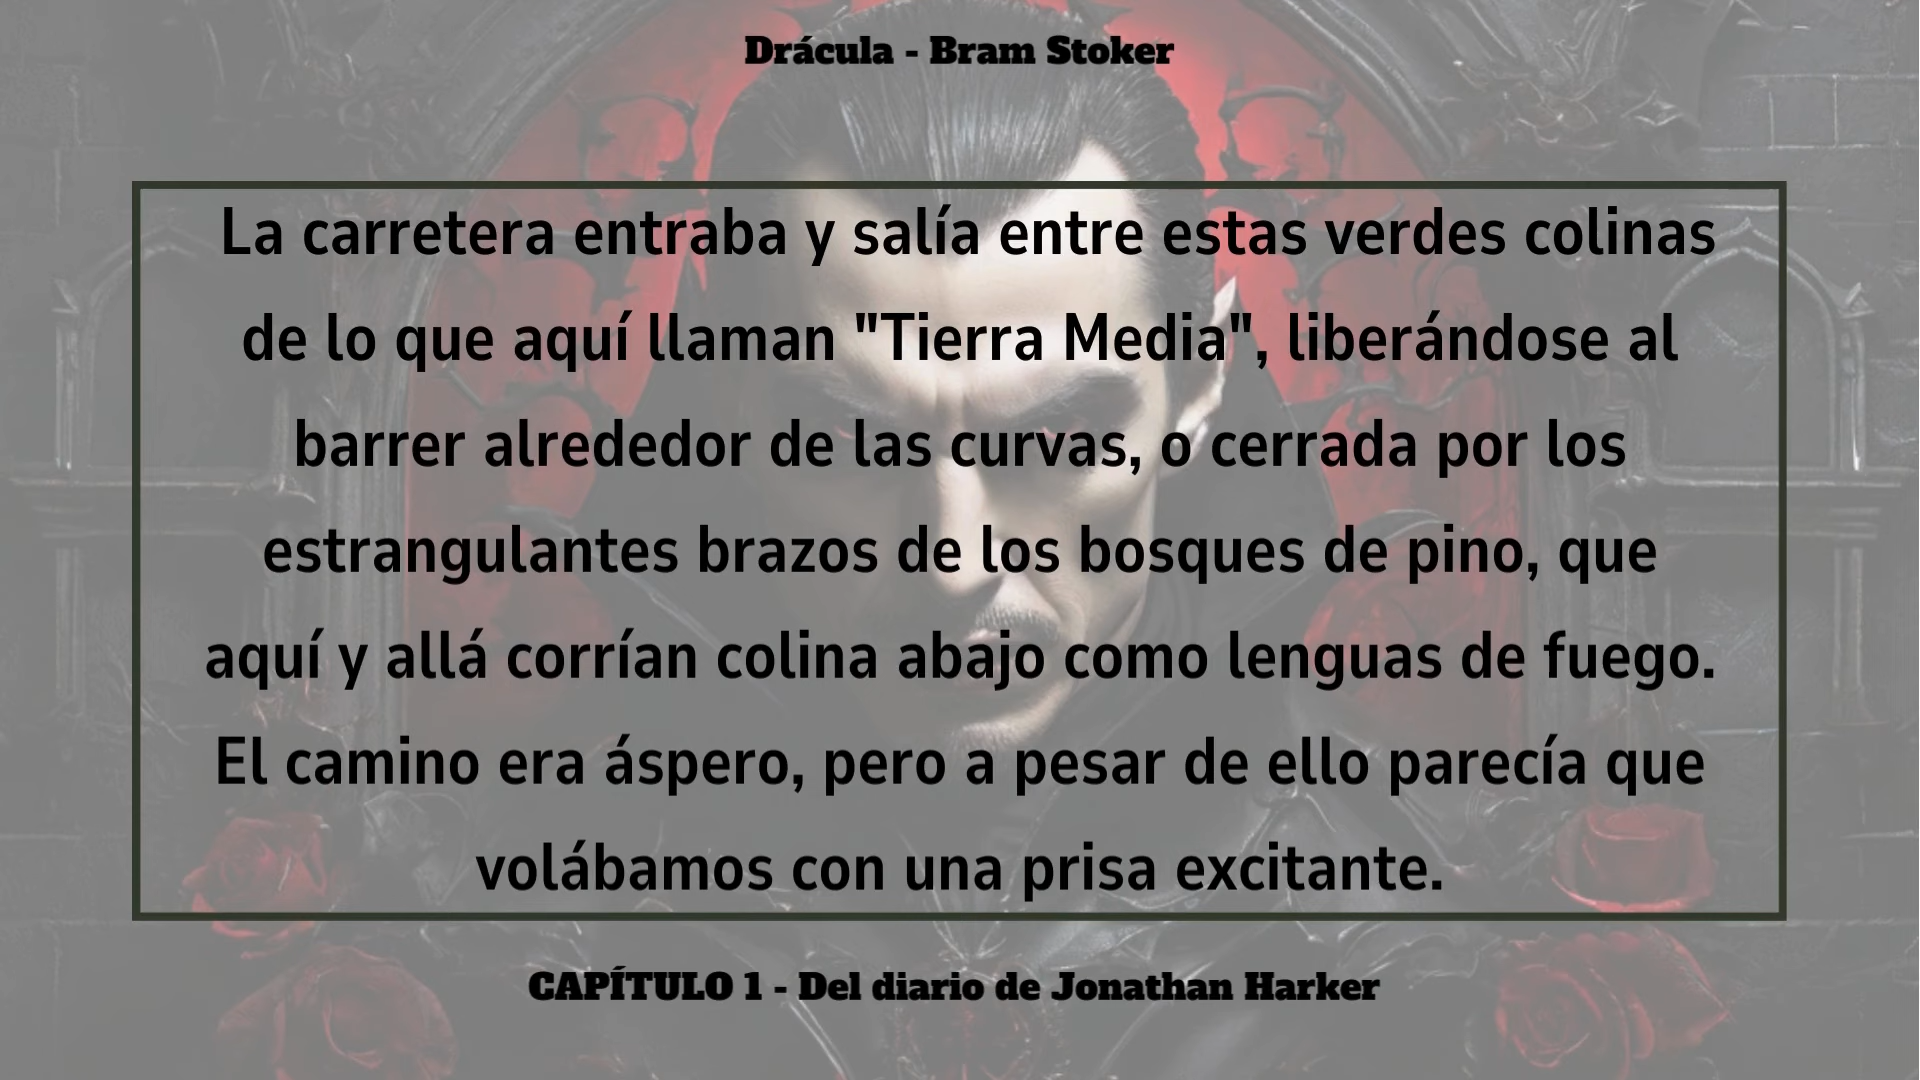 Drácula - Bram Stoker
La carretera entraba y salía entre estas verdes colinas
de lo que aquí llaman "Tierra Media", liberándose al
barrer alrededor de las curvas, o cerrada por los
estrangulantes brazos de los bosques de pino, que
aquí y allá corrían colina abajo como lenguas de fuego.
El camino era áspero, pero a pesar de ello parecía que
volábamos con una prisa excitante.
CAPÍTULO 1 - Del diario de Jonathan Harker